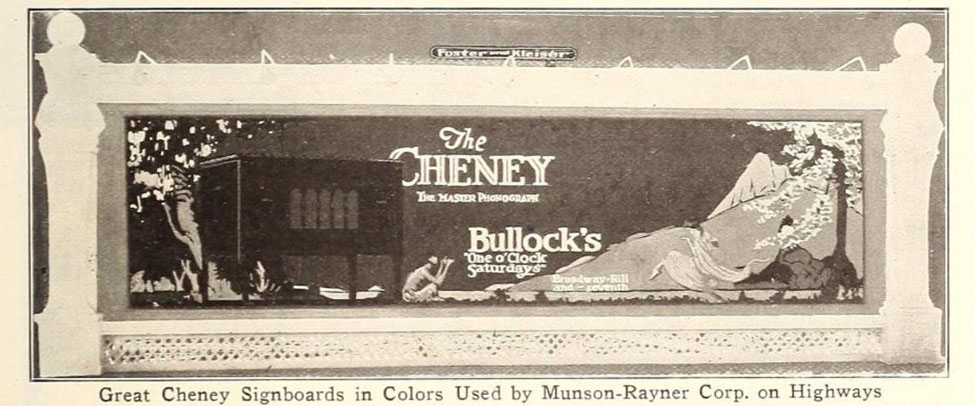 Foster and Kleiser
The
CHENEY
THE MASTER PHONOGRAPH
Bullock's
"One o'Clock
Saturdays"
Broadway-Hill
and-seventh
Great Cheney Signboards in Colors Used by Munson-Rayner Corp. on Highways